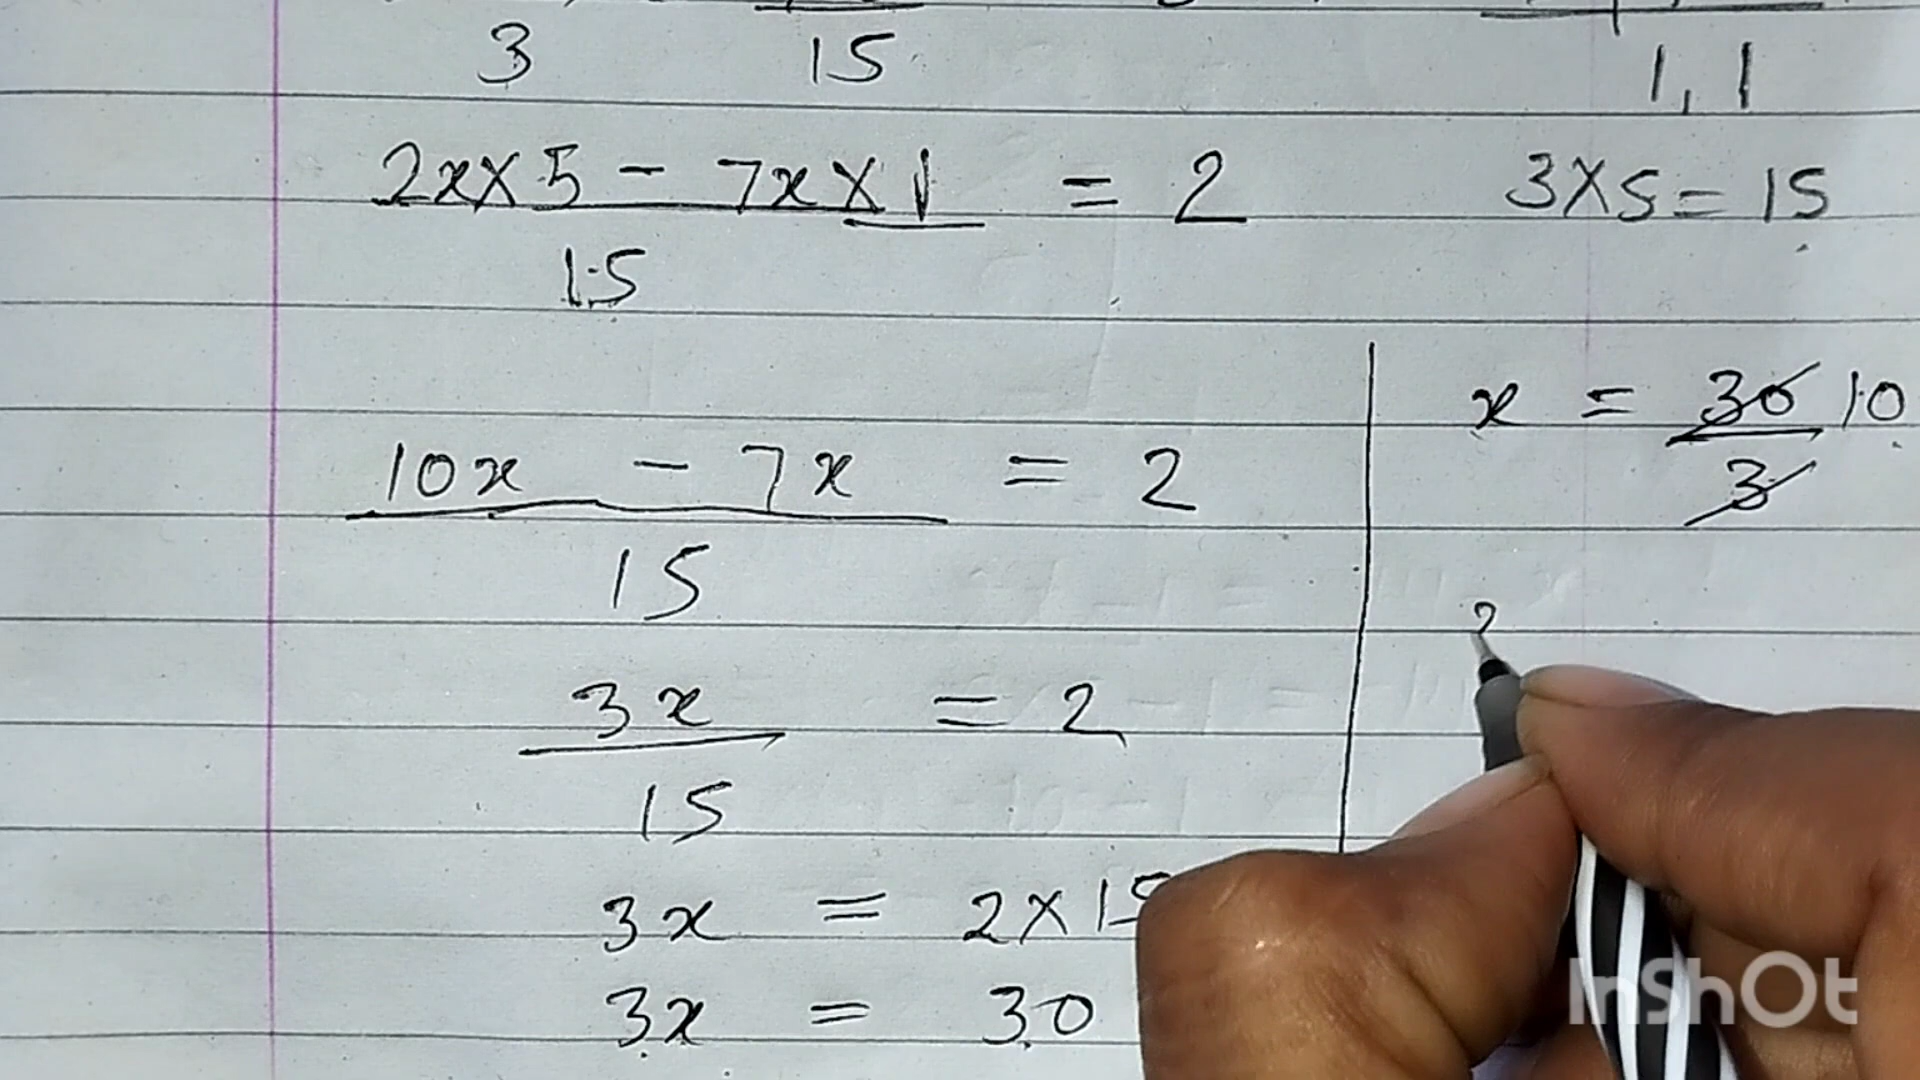 3 15
1, 1
2x×5 - 7x×1 = 2
15
3×5=15
10x - 7x = 2
15
3x = 2
15
3x = 2×15
3x = 30
x = 30 10
3
InShOt